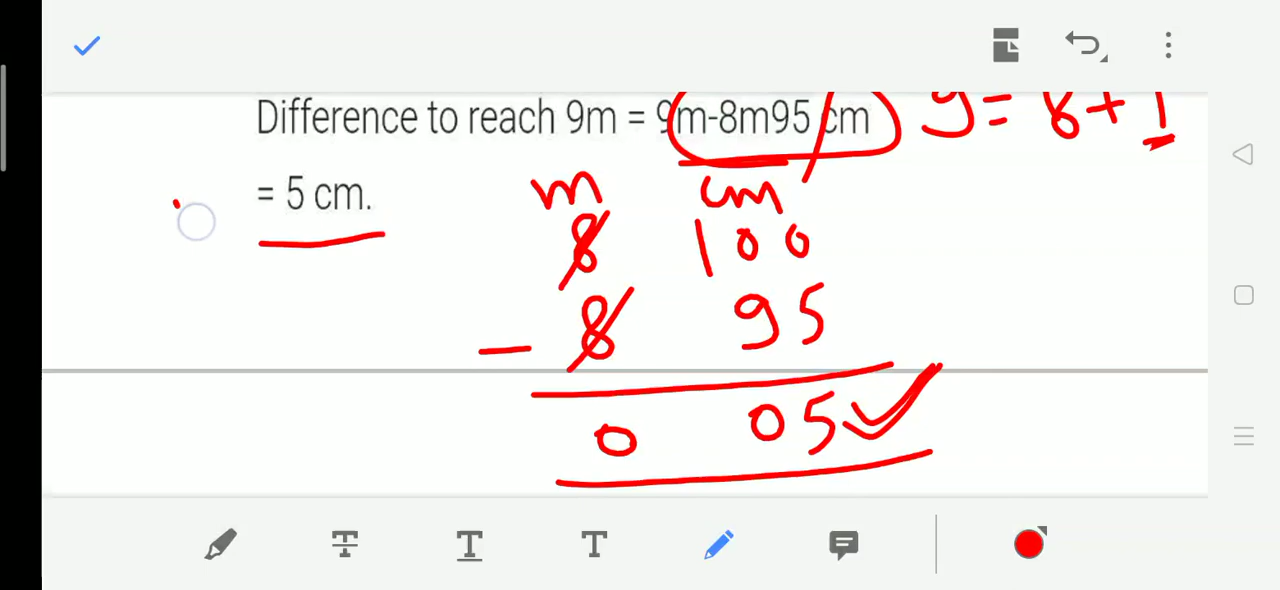 Difference to reach 9m = 9m-8m95 cm 9 = 8 + 1
= 5 cm.
m cm
8 100
- 8 95
0 05